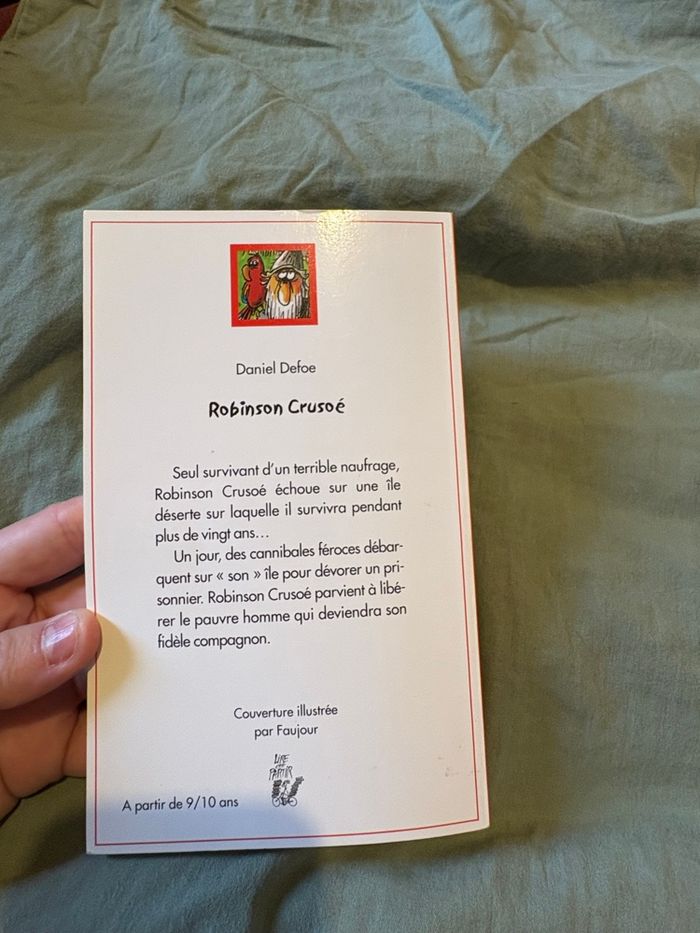 Daniel Defoe
Robinson Crusoé
Seul survivant d'un terrible naufrage,
Robinson Crusoé échoue sur une île
déserte sur laquelle il survivra pendant
plus de vingt ans...
Un jour, des cannibales féroces débar-
quent sur « son » île pour dévorer un pri-
sonnier. Robinson Crusoé parvient à libé-
rer le pauvre homme qui deviendra son
fidèle compagnon.
Couverture illustrée
par Faujour
LIRE
C'EST
PARTIR
A partir de 9/10 ans